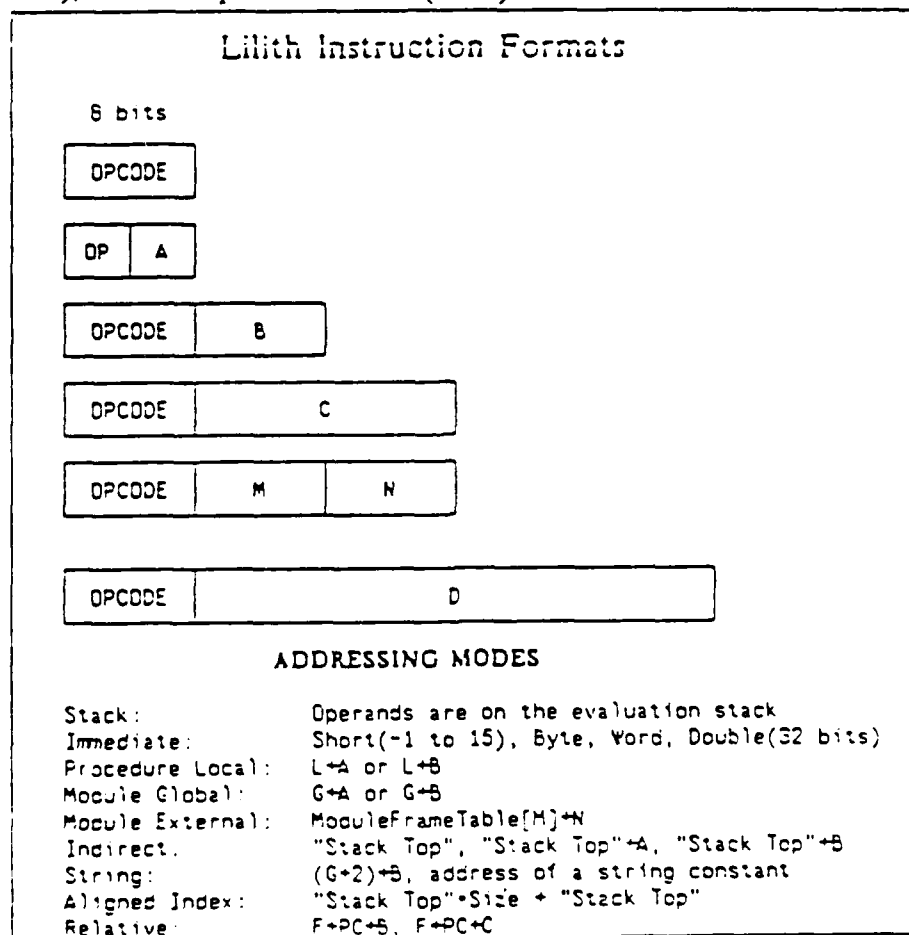 Lilith Instruction Formats
8 bits
OPCODE
OP A
OPCODE B
OPCODE C
OPCODE M N
OPCODE D
ADDRESSING MODES
Stack: Operands are on the evaluation stack
Immediate: Short(-1 to 15), Byte, Word, Double(32 bits)
Procedure Local: L+A or L+B
Module Global: G+A or G+B
Module External: ModuleFrameTable[M]+N
Indirect. "Stack Top", "Stack Top"+A, "Stack Top"+B
String: (G+2)+B, address of a string constant
Aligned Index: "Stack Top"*Size + "Stack Top"
Relative: F+PC+B, F+PC+C